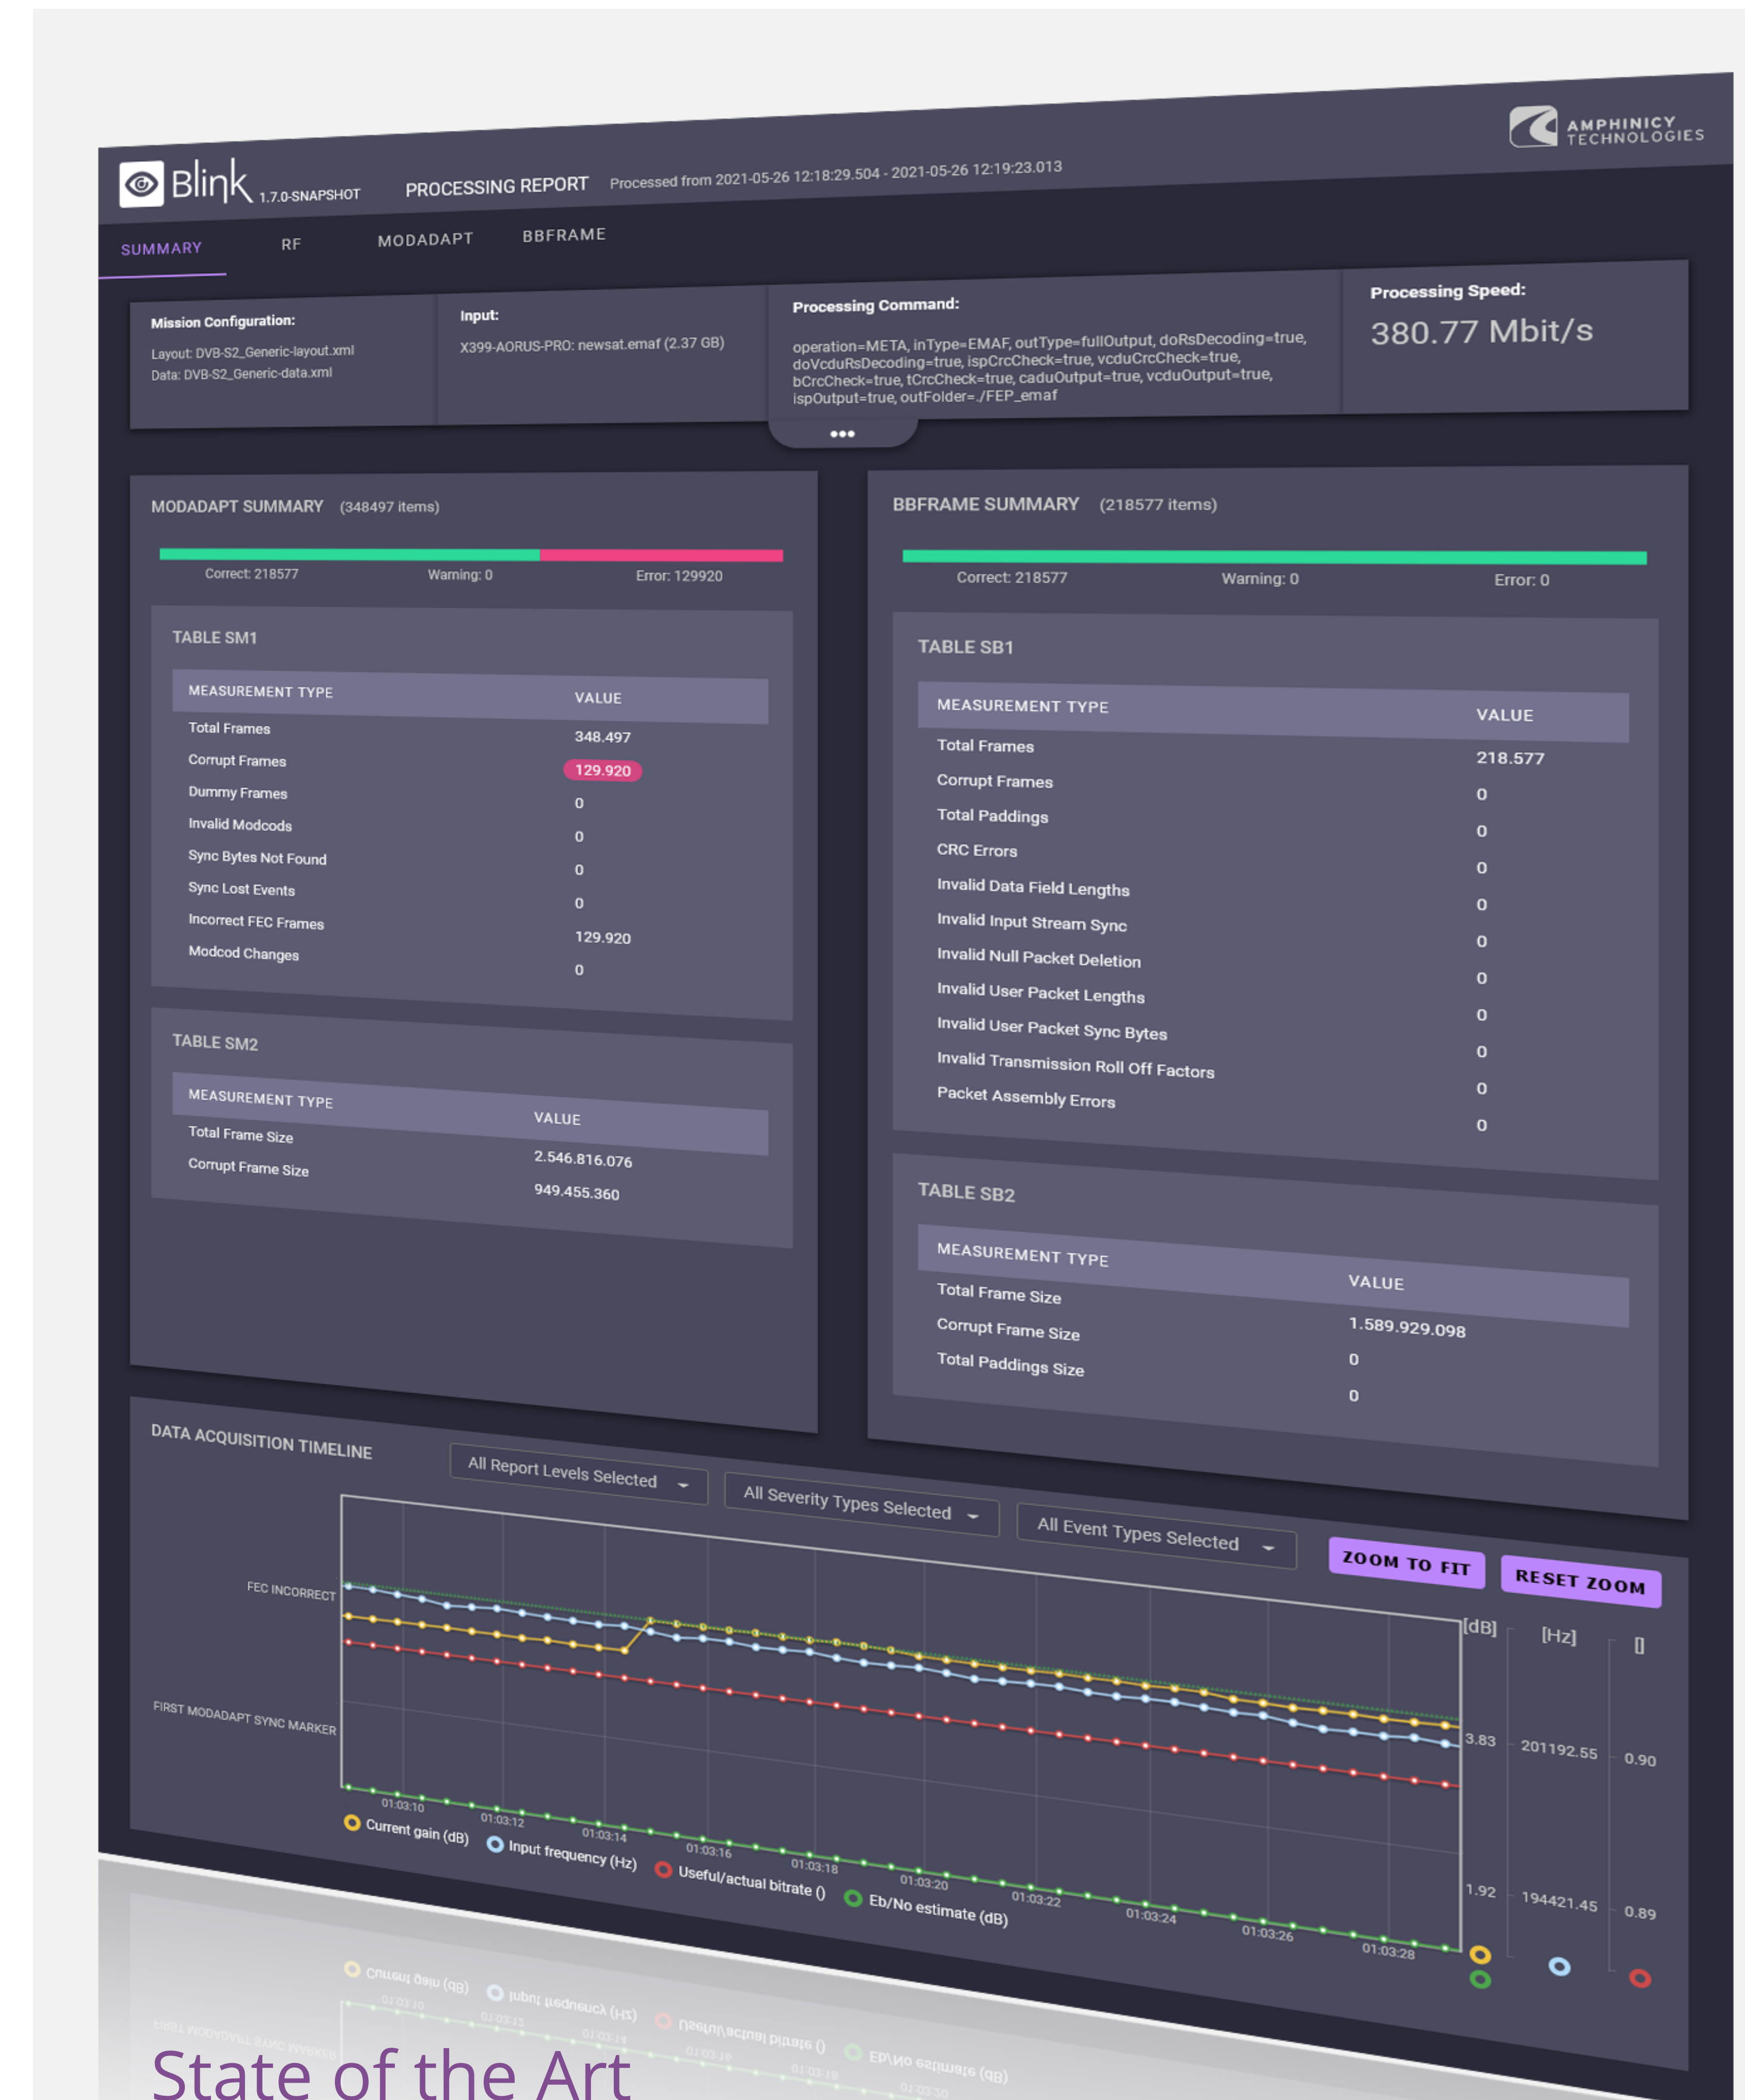 AMPHINICY
TECHNOLOGIES
Blink 1.7.0-SNAPSHOT PROCESSING REPORT Processed from 2021-05-26 12:18:29.504 - 2021-05-26 12:19:23.013
SUMMARY RF MODADAPT BBFRAME
Mission Configuration:
Layout: DVB-S2_Generic-layout.xml
Data: DVB-S2_Generic-data.xml
Input:
X399-AORUS-PRO: newsat.emaf (2.37 GB)
Processing Command:
operation=META, inType=EMAF, outType=fullOutput, doRsDecoding=true,
doVcduRsDecoding=true, ispCrcCheck=true, vcduCrcCheck=true,
bCrcCheck=true, tCrcCheck=true, caduOutput=true, vcduOutput=true,
ispOutput=true, outFolder=./FEP_emaf
Processing Speed:
380.77 Mbit/s
MODADAPT SUMMARY (348497 items)
Correct: 218577 Warning: 0 Error: 129920
TABLE SM1
MEASUREMENT TYPE VALUE
Total Frames 348.497
Corrupt Frames 129.920
Dummy Frames 0
Invalid Modcods 0
Sync Bytes Not Found 0
Sync Lost Events 0
Incorrect FEC Frames 129.920
Modcod Changes 0
TABLE SM2
MEASUREMENT TYPE VALUE
Total Frame Size 2.546.816.076
Corrupt Frame Size 949.455.360
BBFRAME SUMMARY (218577 items)
Correct: 218577 Warning: 0 Error: 0
TABLE SB1
MEASUREMENT TYPE VALUE
Total Frames 218.577
Corrupt Frames 0
Total Paddings 0
CRC Errors 0
Invalid Data Field Lengths 0
Invalid Input Stream Sync 0
Invalid Null Packet Deletion 0
Invalid User Packet Lengths 0
Invalid User Packet Sync Bytes 0
Invalid Transmission Roll Off Factors 0
Packet Assembly Errors 0
TABLE SB2
MEASUREMENT TYPE VALUE
Total Frame Size 1.589.929.098
Corrupt Frame Size 0
Total Paddings Size 0
DATA ACQUISITION TIMELINE
All Report Levels Selected All Severity Types Selected All Event Types Selected ZOOM TO FIT RESET ZOOM
FEC INCORRECT
FIRST MODADAPT SYNC MARKER
[dB] [Hz] []
3.83 201192.55 0.90
1.92 194421.45 0.89
01:03:10 01:03:12 01:03:14 01:03:16 01:03:18 01:03:20 01:03:22 01:03:24 01:03:26 01:03:28
Current gain (dB) Input frequency (Hz) Useful/actual bitrate () Eb/No estimate (dB)
State of the Art